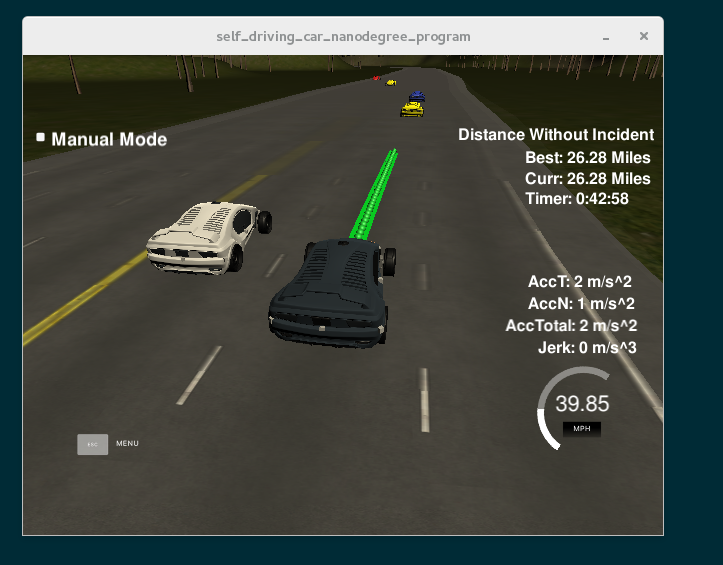 self_driving_car_nanodegree_program
Manual Mode
Distance Without Incident
Best: 26.28 Miles
Curr: 26.28 Miles
Timer: 0:42:58
AccT: 2 m/s^2
AccN: 1 m/s^2
AccTotal: 2 m/s^2
Jerk: 0 m/s^3
39.85
MPH
ESC MENU